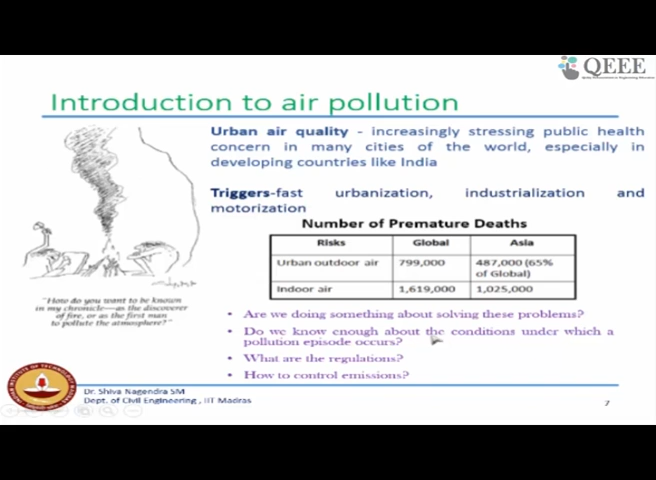 QEEE
Introduction to air pollution
Urban air quality - increasingly stressing public health
concern in many cities of the world, especially in
developing countries like India
Triggers-fast urbanization, industrialization and
motorization
Number of Premature Deaths
Risks Global Asia
Urban outdoor air 799,000 487,000 (65%
of Global)
Indoor air 1,619,000 1,025,000
"How do you want to be known
in my chronicle—as the discoverer
of fire, or as the first man
to pollute the atmosphere?"
• Are we doing something about solving these problems?
• Do we know enough about the conditions under which a
pollution episode occurs?
• What are the regulations?
• How to control emissions?
Dr. Shiva Nagendra SM
Dept. of Civil Engineering , IIT Madras
7